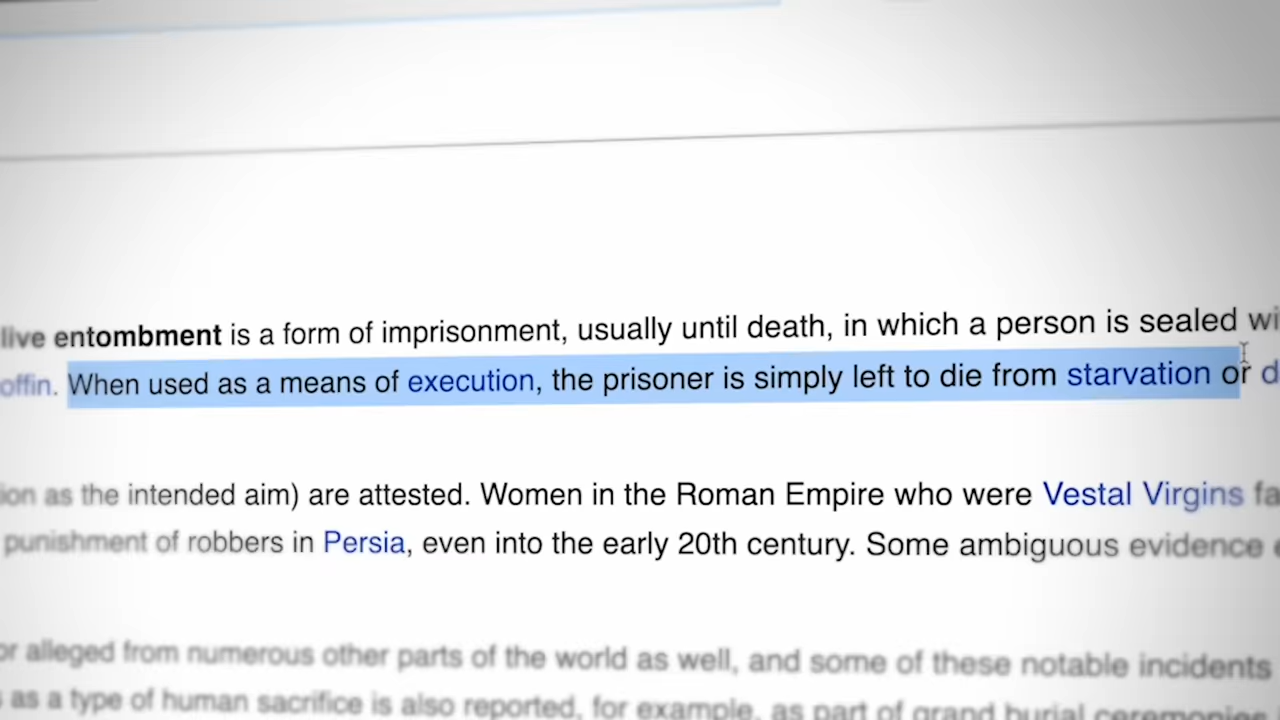 live entombment is a form of imprisonment, usually until death, in which a person is sealed wi
offin. When used as a means of execution, the prisoner is simply left to die from starvation or d
ion as the intended aim) are attested. Women in the Roman Empire who were Vestal Virgins fa
punishment of robbers in Persia, even into the early 20th century. Some ambiguous evidence e
or alleged from numerous other parts of the world as well, and some of these notable incidents
s as a type of human sacrifice is also reported, for example, as part of grand burial ceremonies